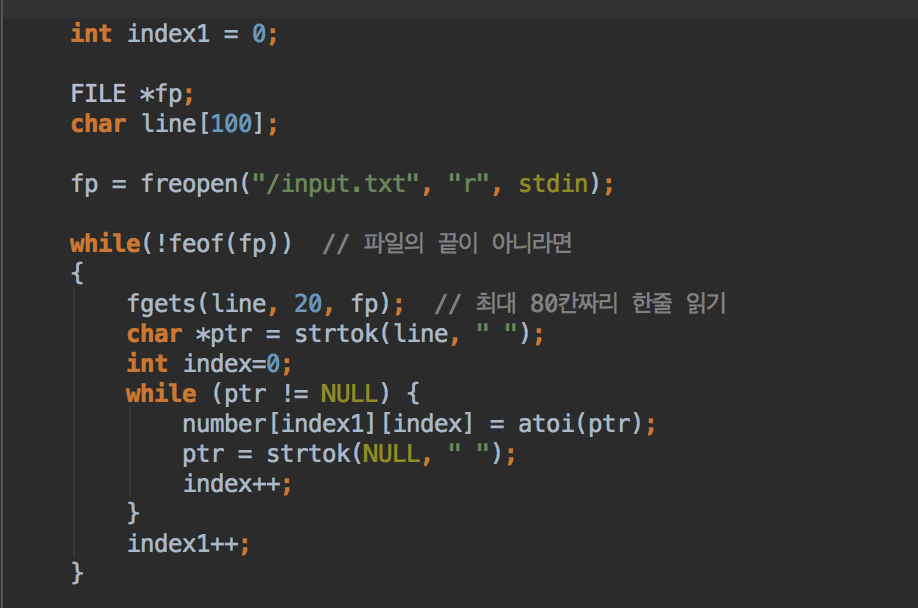 int index1 = 0;
FILE *fp;
char line[100];
fp = freopen("/input.txt", "r", stdin);
while(!feof(fp))  // 파일의 끝이 아니라면
{
    fgets(line, 20, fp);  // 최대 80칸짜리 한줄 읽기
    char *ptr = strtok(line, " ");
    int index=0;
    while (ptr != NULL) {
        number[index1][index] = atoi(ptr);
        ptr = strtok(NULL, " ");
        index++;
    }
    index1++;
}